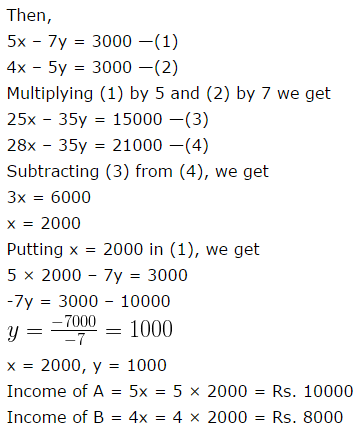 Then,
5x – 7y = 3000 —(1)
4x – 5y = 3000 —(2)
Multiplying (1) by 5 and (2) by 7 we get
25x – 35y = 15000 —(3)
28x – 35y = 21000 —(4)
Subtracting (3) from (4), we get
3x = 6000
x = 2000
Putting x = 2000 in (1), we get
5 × 2000 – 7y = 3000
-7y = 3000 – 10000
y = \frac{-7000}{-7} = 1000
x = 2000, y = 1000
Income of A = 5x = 5 × 2000 = Rs. 10000
Income of B = 4x = 4 × 2000 = Rs. 8000